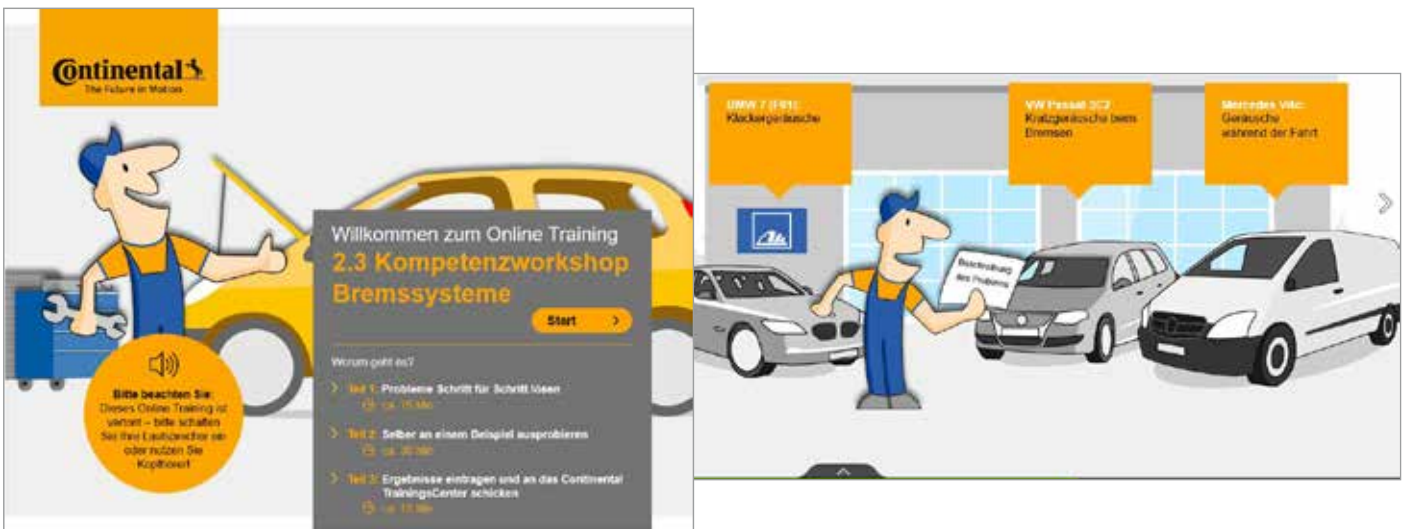 Continental
The Future in Motion
Willkommen zum Online Training
2.3 Kompetenzworkshop
Bremssysteme
Start
Worum geht es?
Teil 1: Probleme Schritt für Schritt lösen
ca. 15 Min
Teil 2: Selber an einem Beispiel ausprobieren
ca. 30 Min
Teil 3: Ergebnisse eintragen und an das Continental
TrainingsCenter schicken
ca. 15 Min
Bitte beachten Sie:
Dieses Online Training ist
vertont – bitte schalten
Sie Ihre Lautsprecher ein
oder nutzen Sie
Kopfhörer!
BMW 7 (F01):
Klackergeräusche
VW Passat 3C2
Kratzgeräusche beim
Bremsen
Mercedes Vito:
Geräusche
während der Fahrt
Beschreibung
des Problems